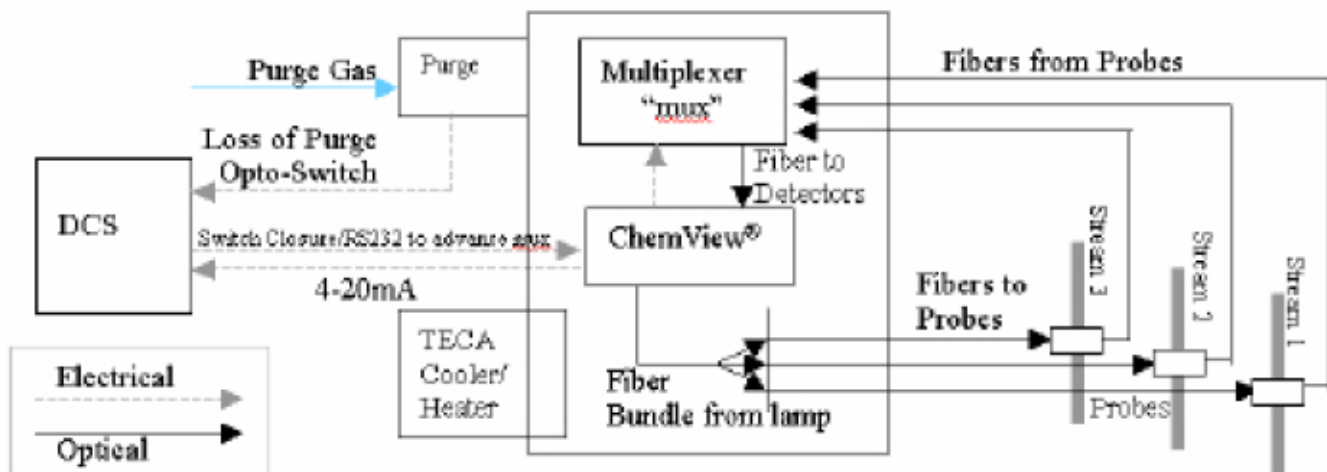 Purge Gas
Purge
Multiplexer
“mux”
Fibers from Probes
Loss of Purge
Opto-Switch
Fiber to
Detectors
DCS
Switch Closure/RS232 to advance mux
ChemView®
4-20mA
Stream 3
Stream 2
Stream 1
Fibers to
Probes
TECA
Cooler/
Heater
Electrical
Optical
Fiber
Bundle from lamp
Probes